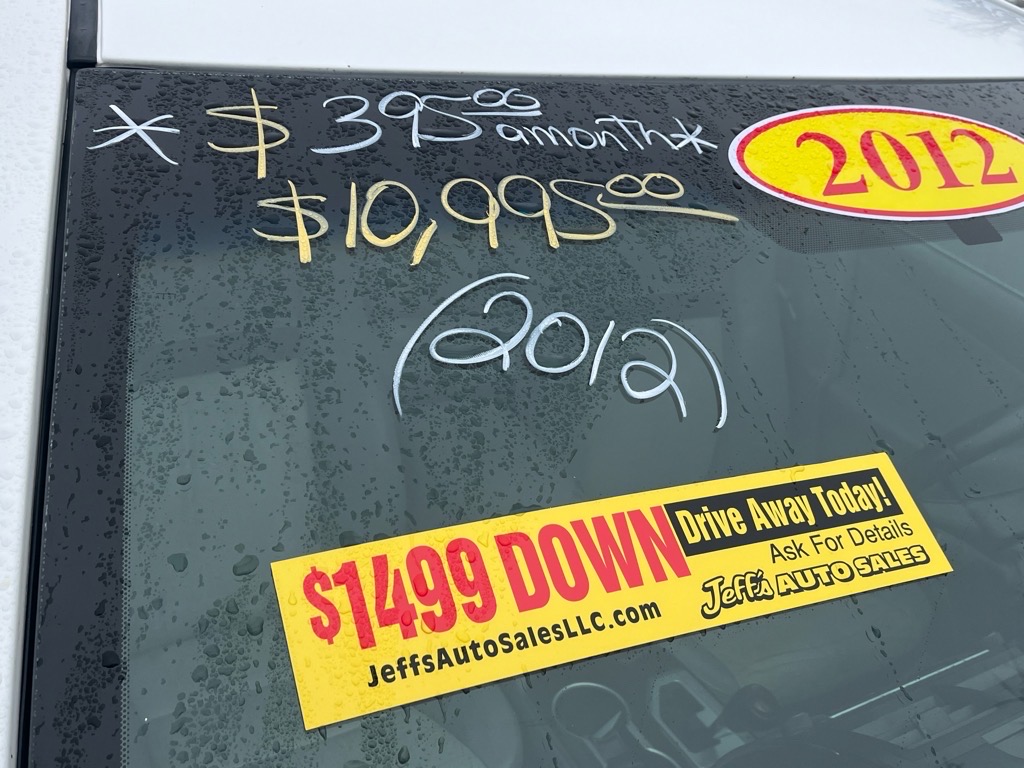 * $ 395.00 a month *
2012
$10,995.00
(2012)
$1499 DOWN
Drive Away Today!
Ask For Details
JeffsAutoSalesLLC.com
Jeff's AUTO SALES